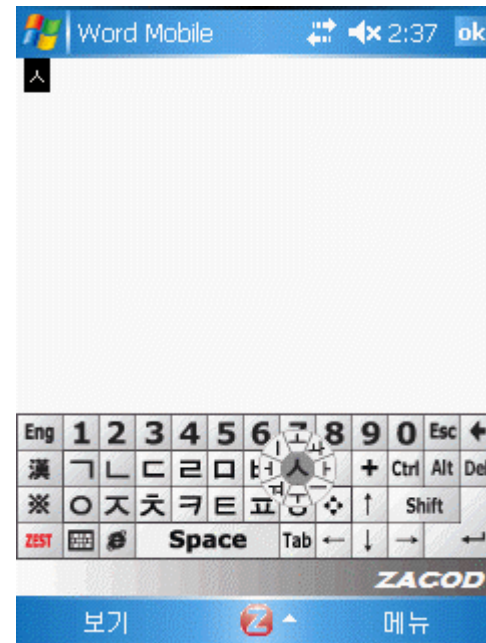 Word Mobile 2:37 ok
ㅅ
Eng 1 2 3 4 5 6 8 9 0 Esc ←
漢 ㄱ ㄴ ㄷ ㄹ ㅁ ㅅ ㅏ + Ctrl Alt Del
※ ㅇ ㅈ ㅊ ㅋ ㅌ ㅍ ↑ Shift
ZEST Space Tab ← ↓ → ↵
ZACOD
보기 메뉴